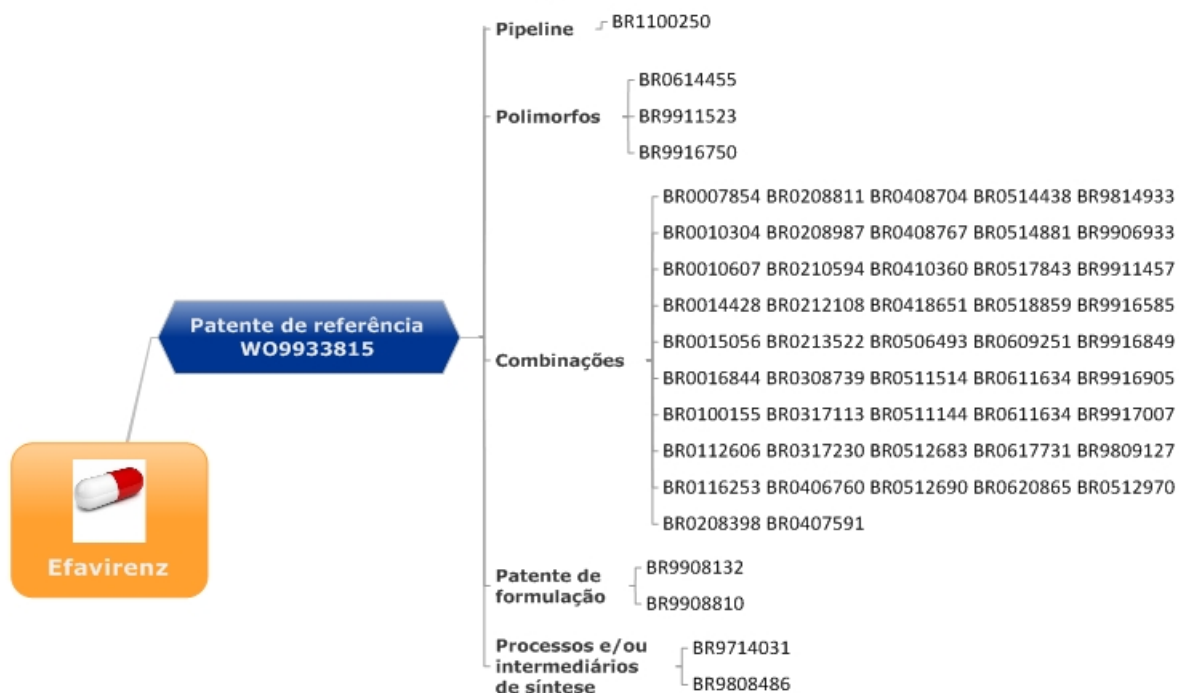 Pipeline
BR1100250
Polimorfos
BR0614455
BR9911523
BR9916750
Patente de referência
WO9933815
Combinações
BR0007854 BR0208811 BR0408704 BR0514438 BR9814933
BR0010304 BR0208987 BR0408767 BR0514881 BR9906933
BR0010607 BR0210594 BR0410360 BR0517843 BR9911457
BR0014428 BR0212108 BR0418651 BR0518859 BR9916585
BR0015056 BR0213522 BR0506493 BR0609251 BR9916849
BR0016844 BR0308739 BR0511514 BR0611634 BR9916905
BR0100155 BR0317113 BR0511144 BR0611634 BR9917007
BR0112606 BR0317230 BR0512683 BR0617731 BR9809127
BR0116253 BR0406760 BR0512690 BR0620865 BR0512970
BR0208398 BR0407591
Efavirenz
Patente de
formulação
BR9908132
BR9908810
Processos e/ou
intermediários
de síntese
BR9714031
BR9808486